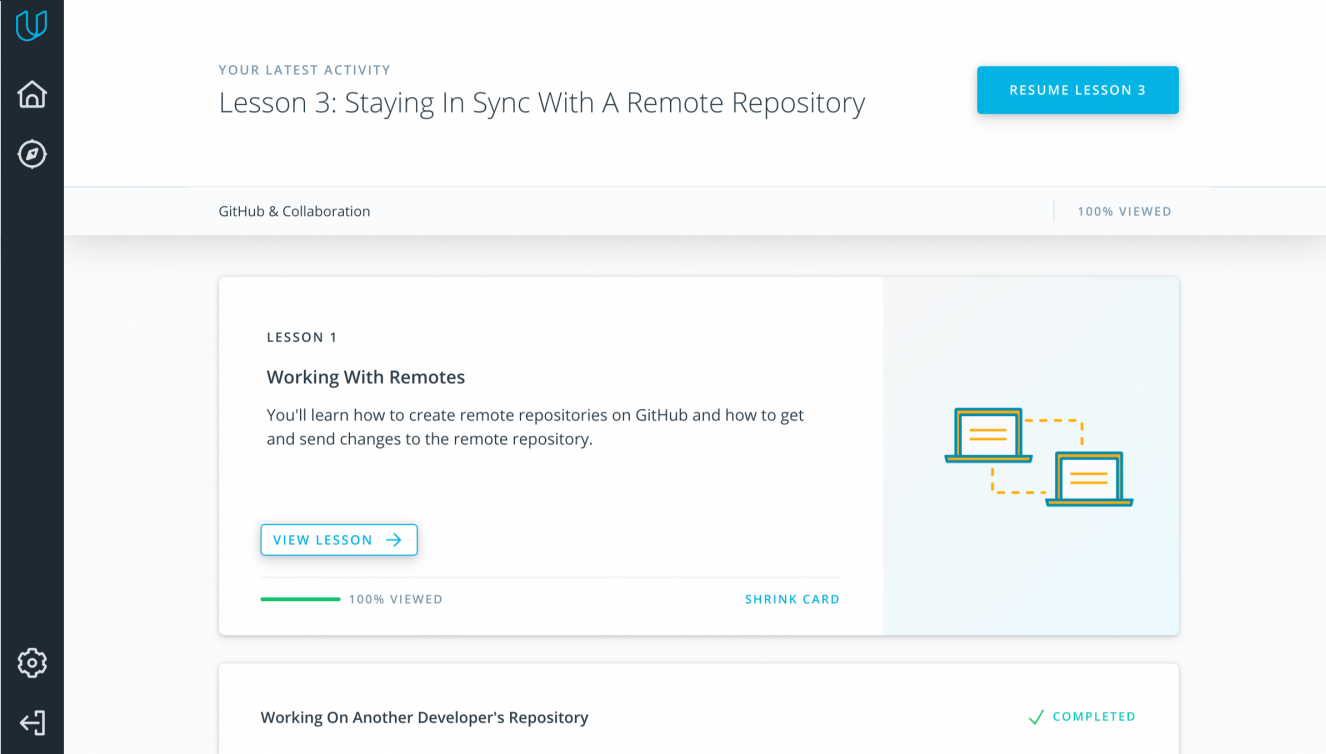 YOUR LATEST ACTIVITY
Lesson 3: Staying In Sync With A Remote Repository
RESUME LESSON 3
GitHub & Collaboration
100% VIEWED
LESSON 1
Working With Remotes
You'll learn how to create remote repositories on GitHub and how to get
and send changes to the remote repository.
VIEW LESSON
100% VIEWED
SHRINK CARD
Working On Another Developer's Repository
COMPLETED